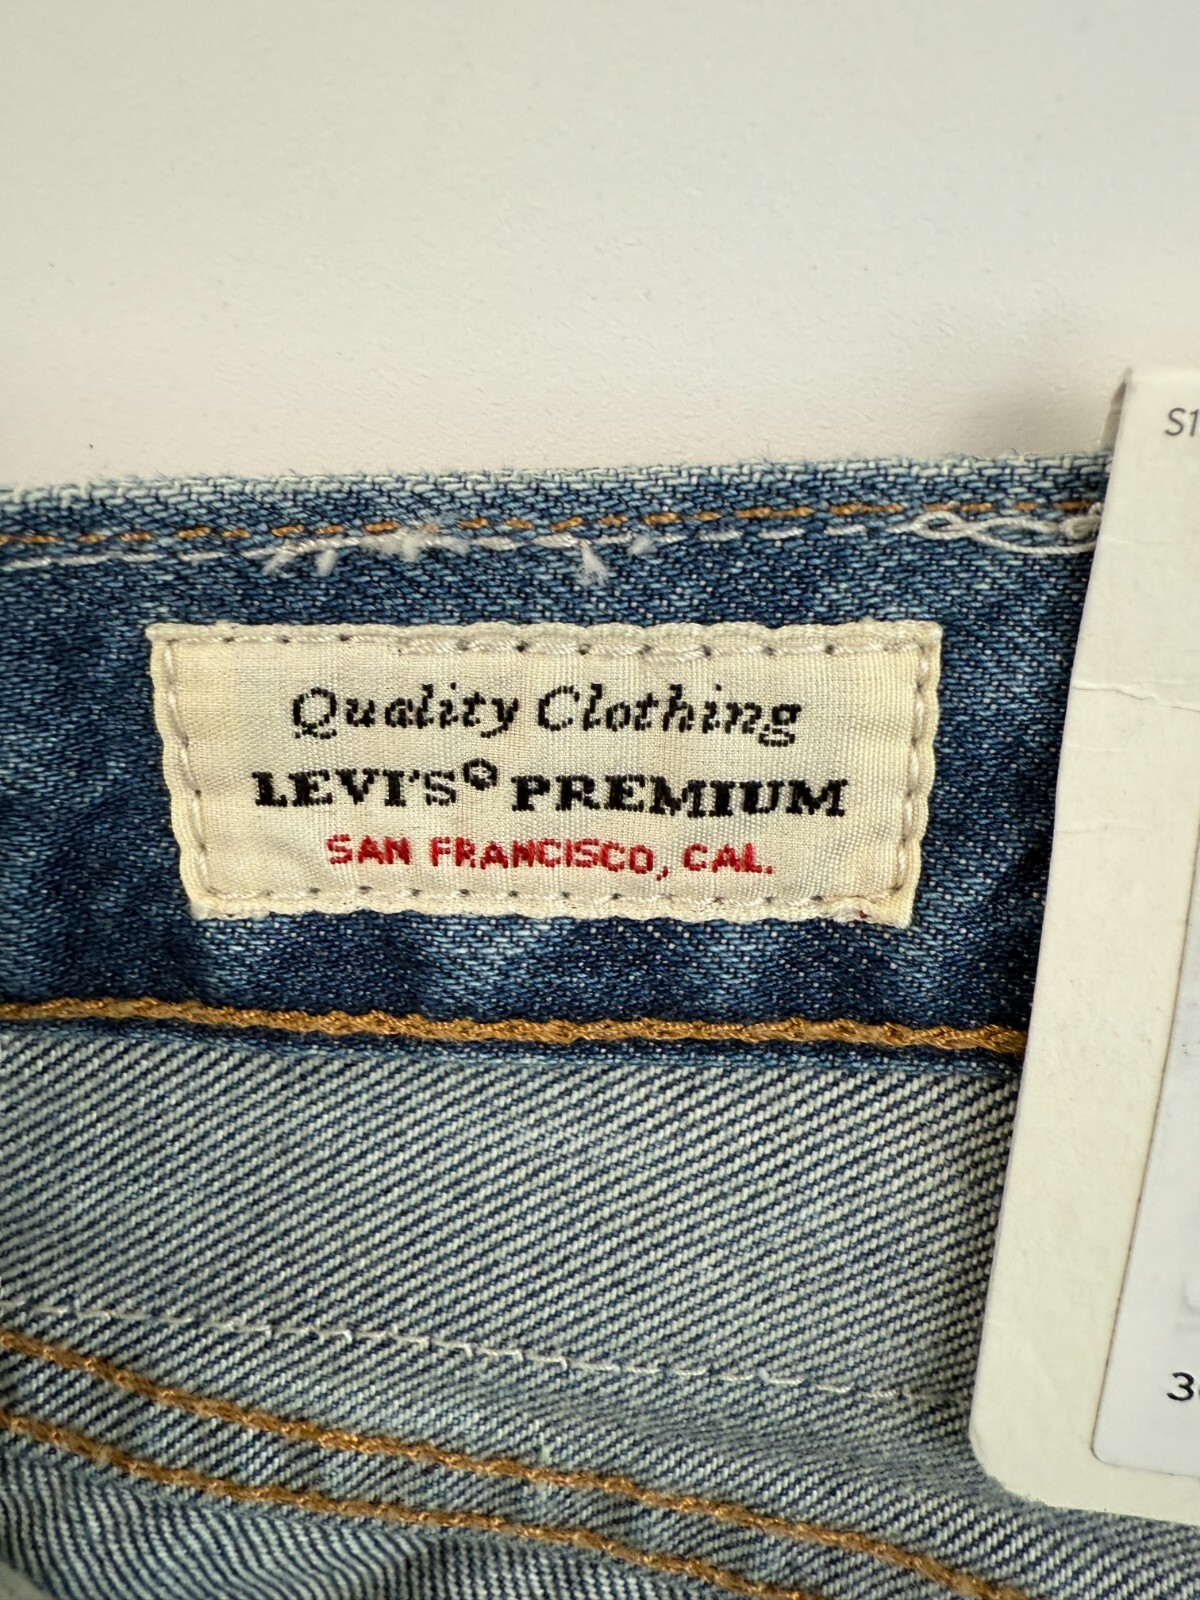 Quality Clothing
LEVI'S® PREMIUM
SAN FRANCISCO, CAL.